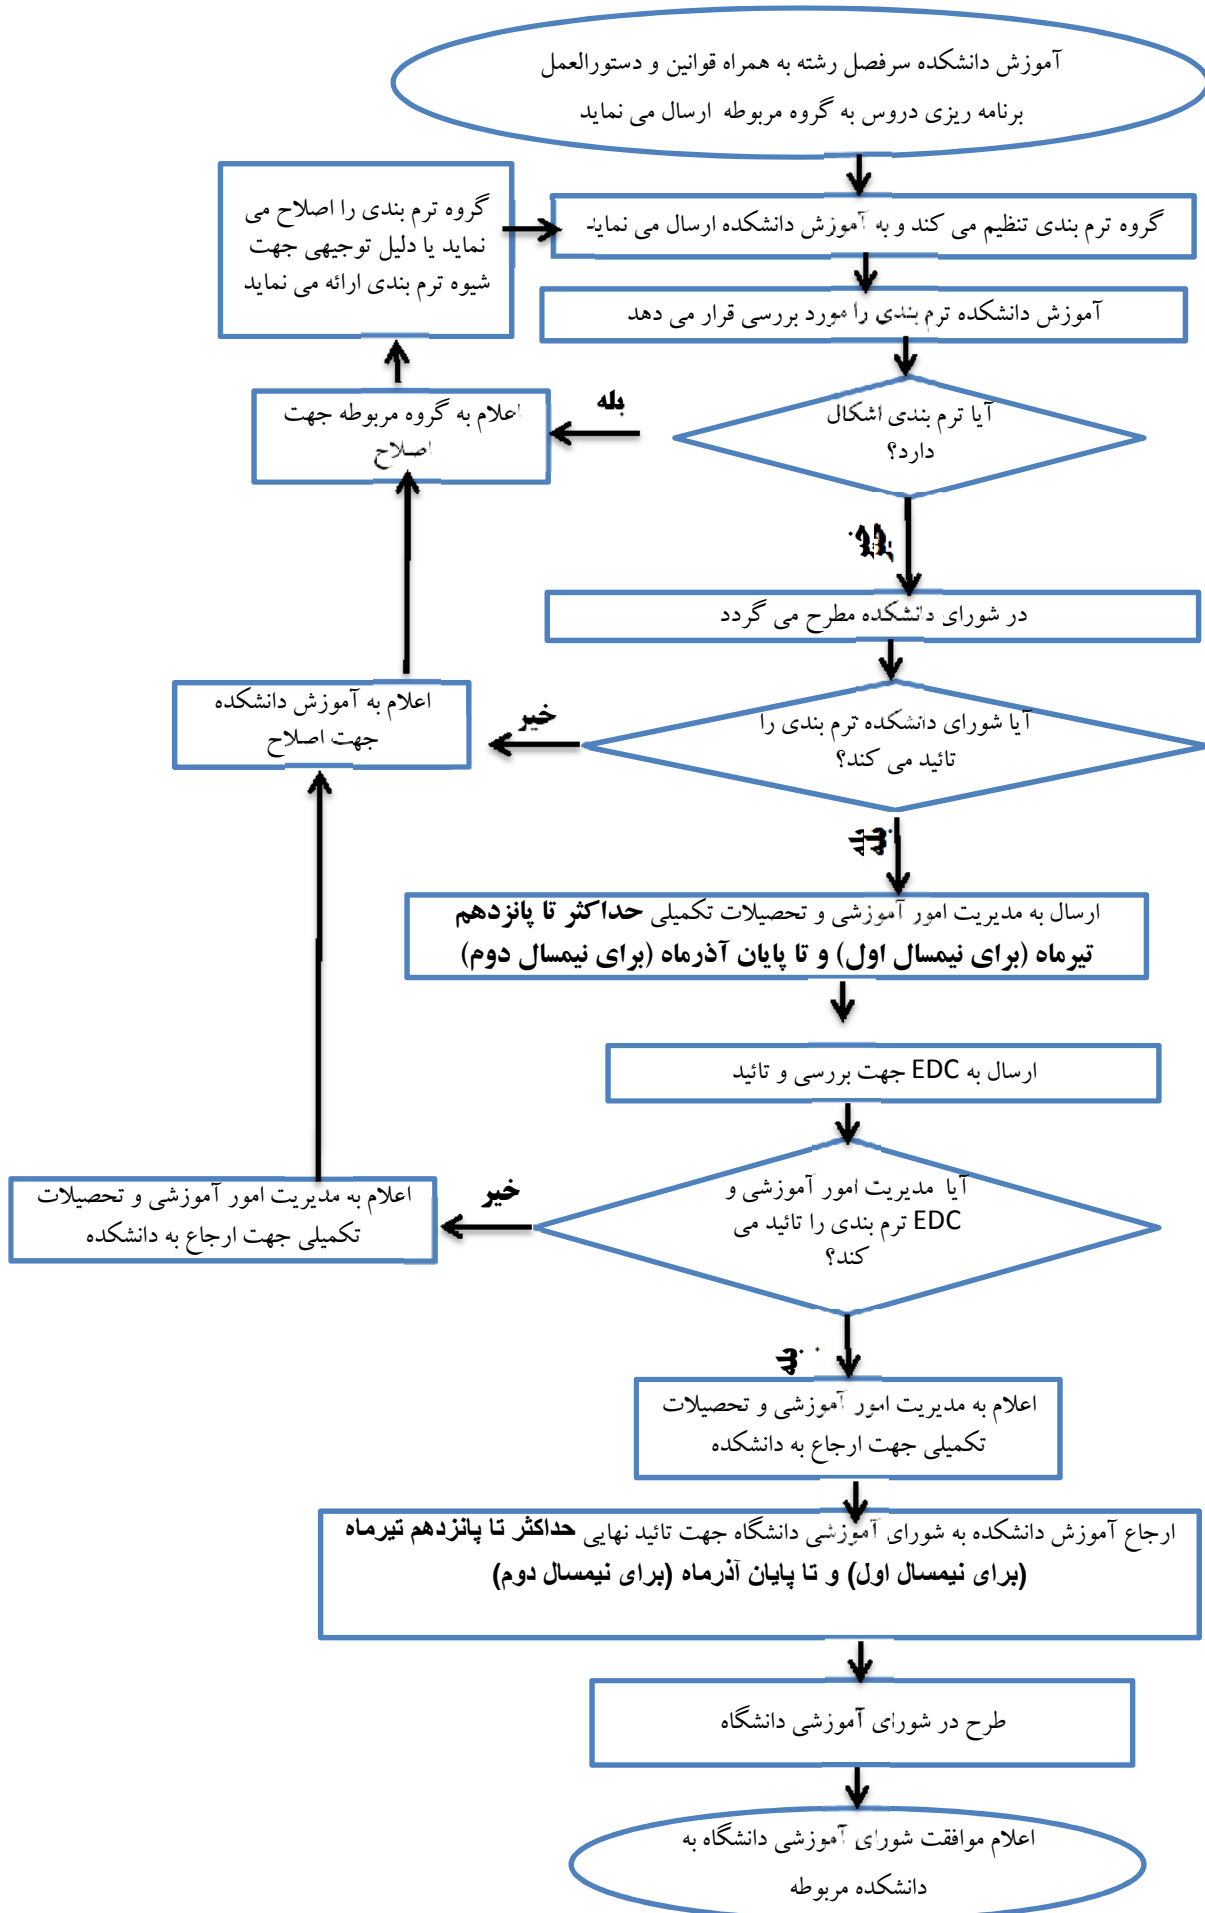 آموزش دانشکده سرفصل رشته به همراه قوانین و دستورالعمل
برنامه ریزی دروس به گروه مربوطه ارسال می نماید
گروه ترم بندی تنظیم می کند و به آموزش دانشکده ارسال می نماید
گروه ترم بندی را اصلاح می
نماید یا دلیل توجیهی جهت
شیوه ترم بندی ارائه می نماید
آموزش دانشکده ترم بندی را مورد بررسی قرار می دهد
آیا ترم بندی اشکال
دارد؟
بله
اعلام به گروه مربوطه جهت
اصلاح
خیر
در شورای دانشکده مطرح می گردد
آیا شورای دانشکده ترم بندی را
تائید می کند؟
خیر
اعلام به آموزش دانشکده
جهت اصلاح
بله
ارسال به مدیریت امور آموزشی و تحصیلات تکمیلی حداکثر تا پانزدهم
تیرماه (برای نیمسال اول) و تا پایان آذرماه (برای نیمسال دوم)
ارسال به EDC جهت بررسی و تائید
آیا مدیریت امور آموزشی و
EDC ترم بندی را تائید می
کند؟
خیر
اعلام به مدیریت امور آموزشی و تحصیلات
تکمیلی جهت ارجاع به دانشکده
بله
اعلام به مدیریت امور آموزشی و تحصیلات
تکمیلی جهت ارجاع به دانشکده
ارجاع آموزش دانشکده به شورای آموزشی دانشگاه جهت تائید نهایی حداکثر تا پانزدهم تیرماه
(برای نیمسال اول) و تا پایان آذرماه (برای نیمسال دوم)
طرح در شورای آموزشی دانشگاه
اعلام موافقت شورای آموزشی دانشگاه به
دانشکده مربوطه